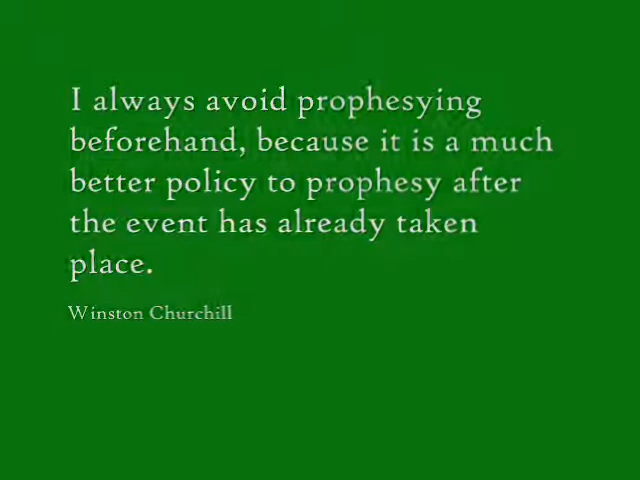 I always avoid prophesying
beforehand, because it is a much
better policy to prophesy after
the event has already taken
place.
Winston Churchill